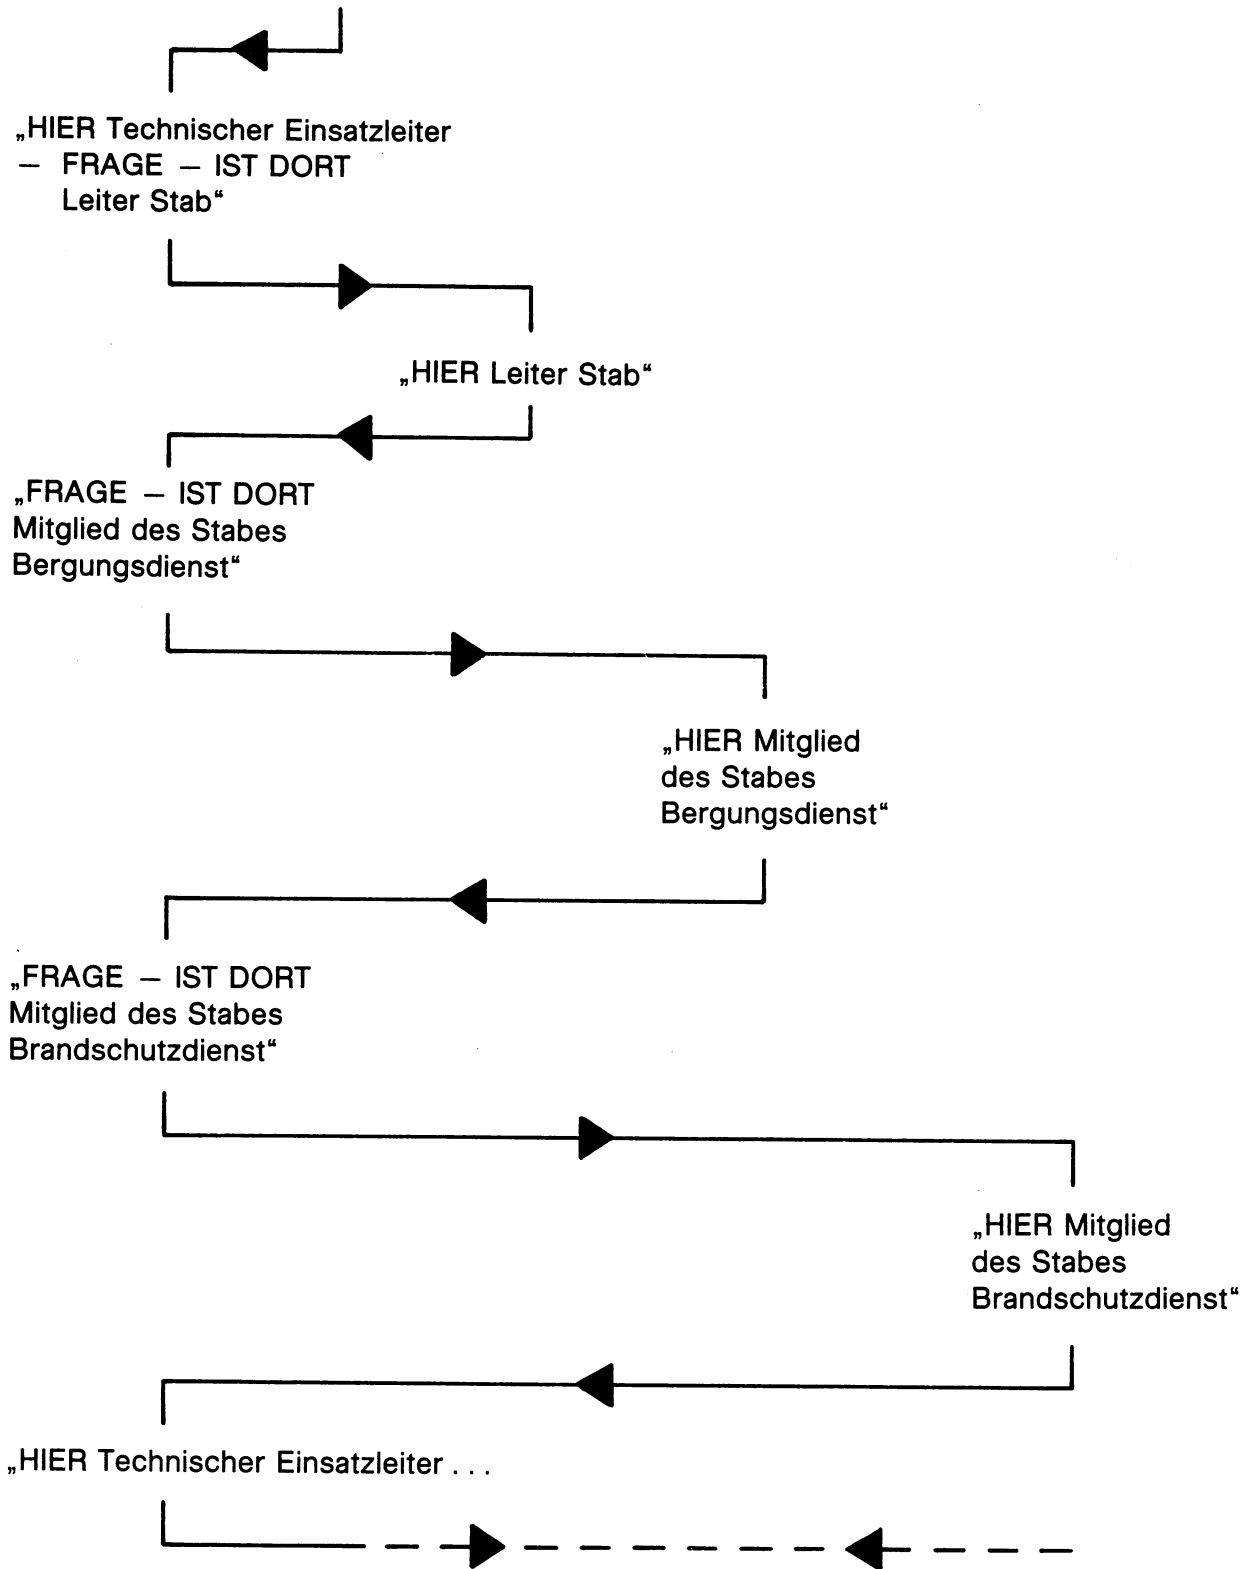 „HIER Technischer Einsatzleiter
— FRAGE — IST DORT
Leiter Stab“
„HIER Leiter Stab“
„FRAGE — IST DORT
Mitglied des Stabes
Bergungsdienst“
„HIER Mitglied
des Stabes
Bergungsdienst“
„FRAGE — IST DORT
Mitglied des Stabes
Brandschutzdienst“
„HIER Mitglied
des Stabes
Brandschutzdienst“
„HIER Technischer Einsatzleiter . . .